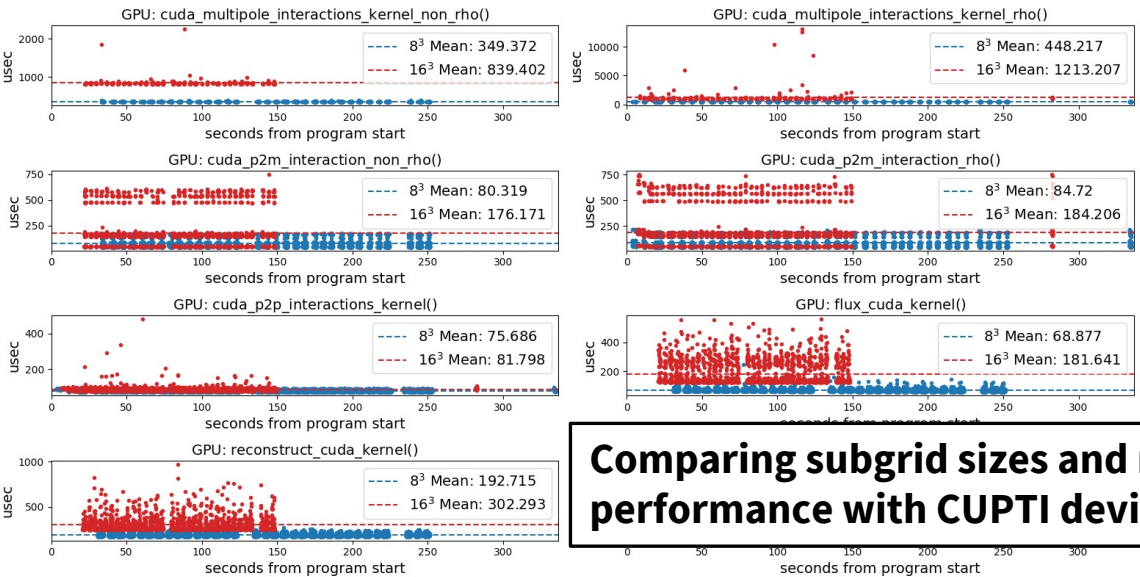 GPU: cuda_multipole_interactions_kernel_non_rho()
2000
1000
usec
8³ Mean: 349.372
16³ Mean: 839.402
0 50 100 150 200 250 300
seconds from program start
GPU: cuda_multipole_interactions_kernel_rho()
10000
5000
0
usec
8³ Mean: 448.217
16³ Mean: 1213.207
0 50 100 150 200 250 300
seconds from program start
GPU: cuda_p2m_interaction_non_rho()
750
500
250
usec
8³ Mean: 80.319
16³ Mean: 176.171
0 50 100 150 200 250 300
seconds from program start
GPU: cuda_p2m_interaction_rho()
750
500
250
usec
8³ Mean: 84.72
16³ Mean: 184.206
0 50 100 150 200 250 300
seconds from program start
GPU: cuda_p2p_interactions_kernel()
400
200
usec
8³ Mean: 75.686
16³ Mean: 81.798
0 50 100 150 200 250 300
seconds from program start
GPU: flux_cuda_kernel()
400
200
usec
8³ Mean: 68.877
16³ Mean: 181.641
0 50 100 150 200 250 300
seconds from program start
GPU: reconstruct_cuda_kernel()
1000
500
usec
8³ Mean: 192.715
16³ Mean: 302.293
0 50 100 150 200 250 300
seconds from program start
Comparing subgrid sizes and
performance with CUPTI
0 50 100 150 200 250 300
seconds from program start